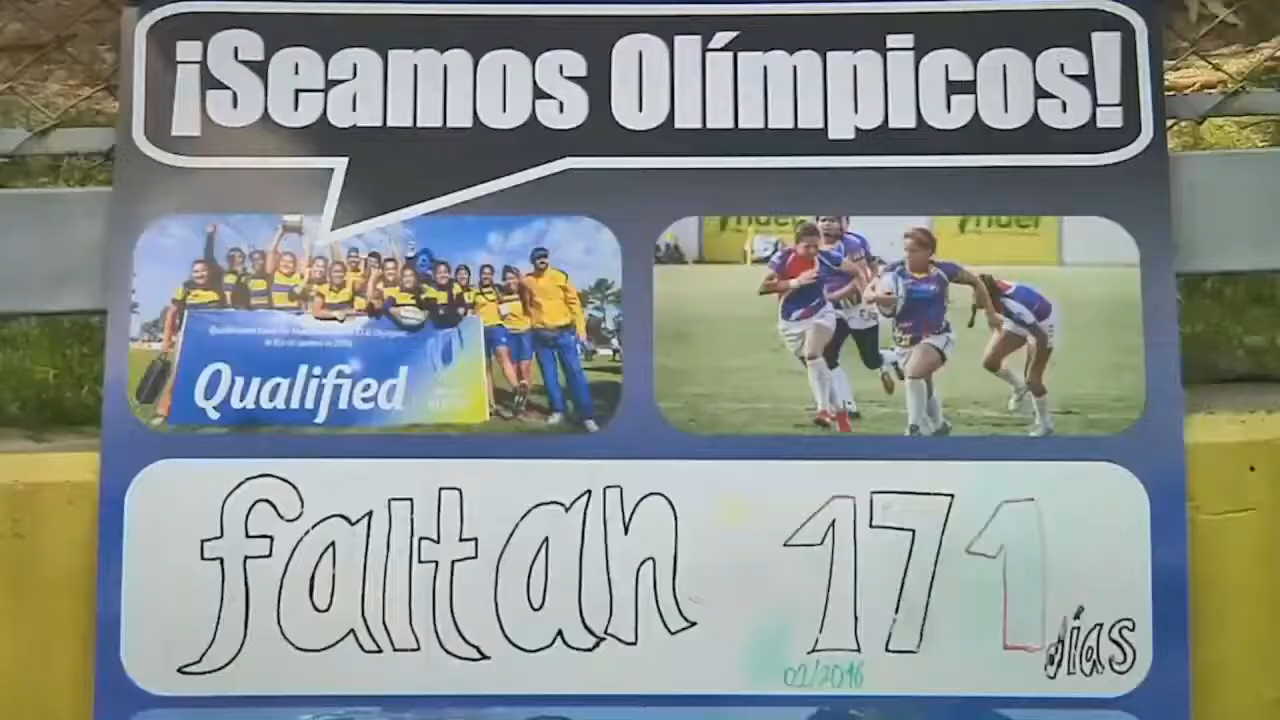 ¡Seamos Olímpicos!
Qualified
faltan 171
días
02/2016